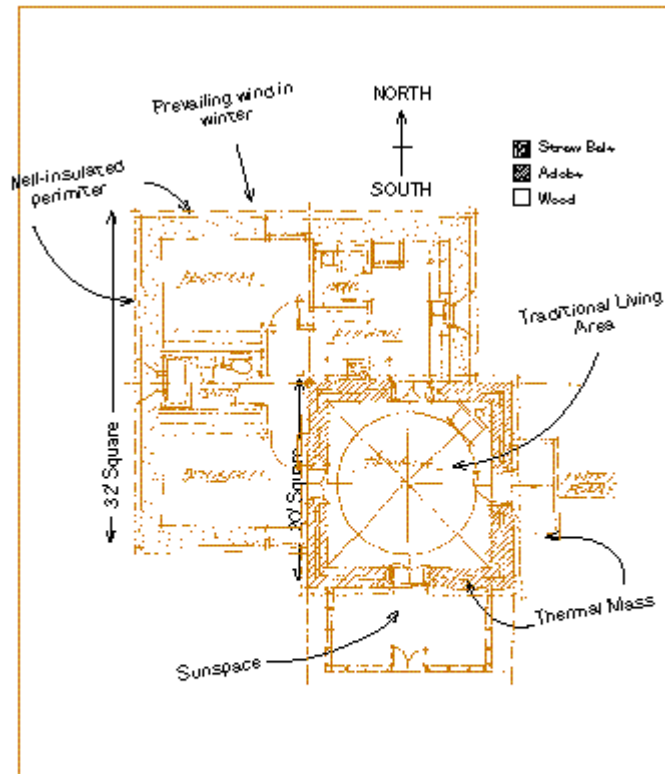 Prevailing wind in
winter
NORTH
SOUTH
Straw Bale
Adobe
Wood
Well-insulated
perimiter
Traditional Living
Area
32' Square
20' Square
Thermal Mass
Sunspace